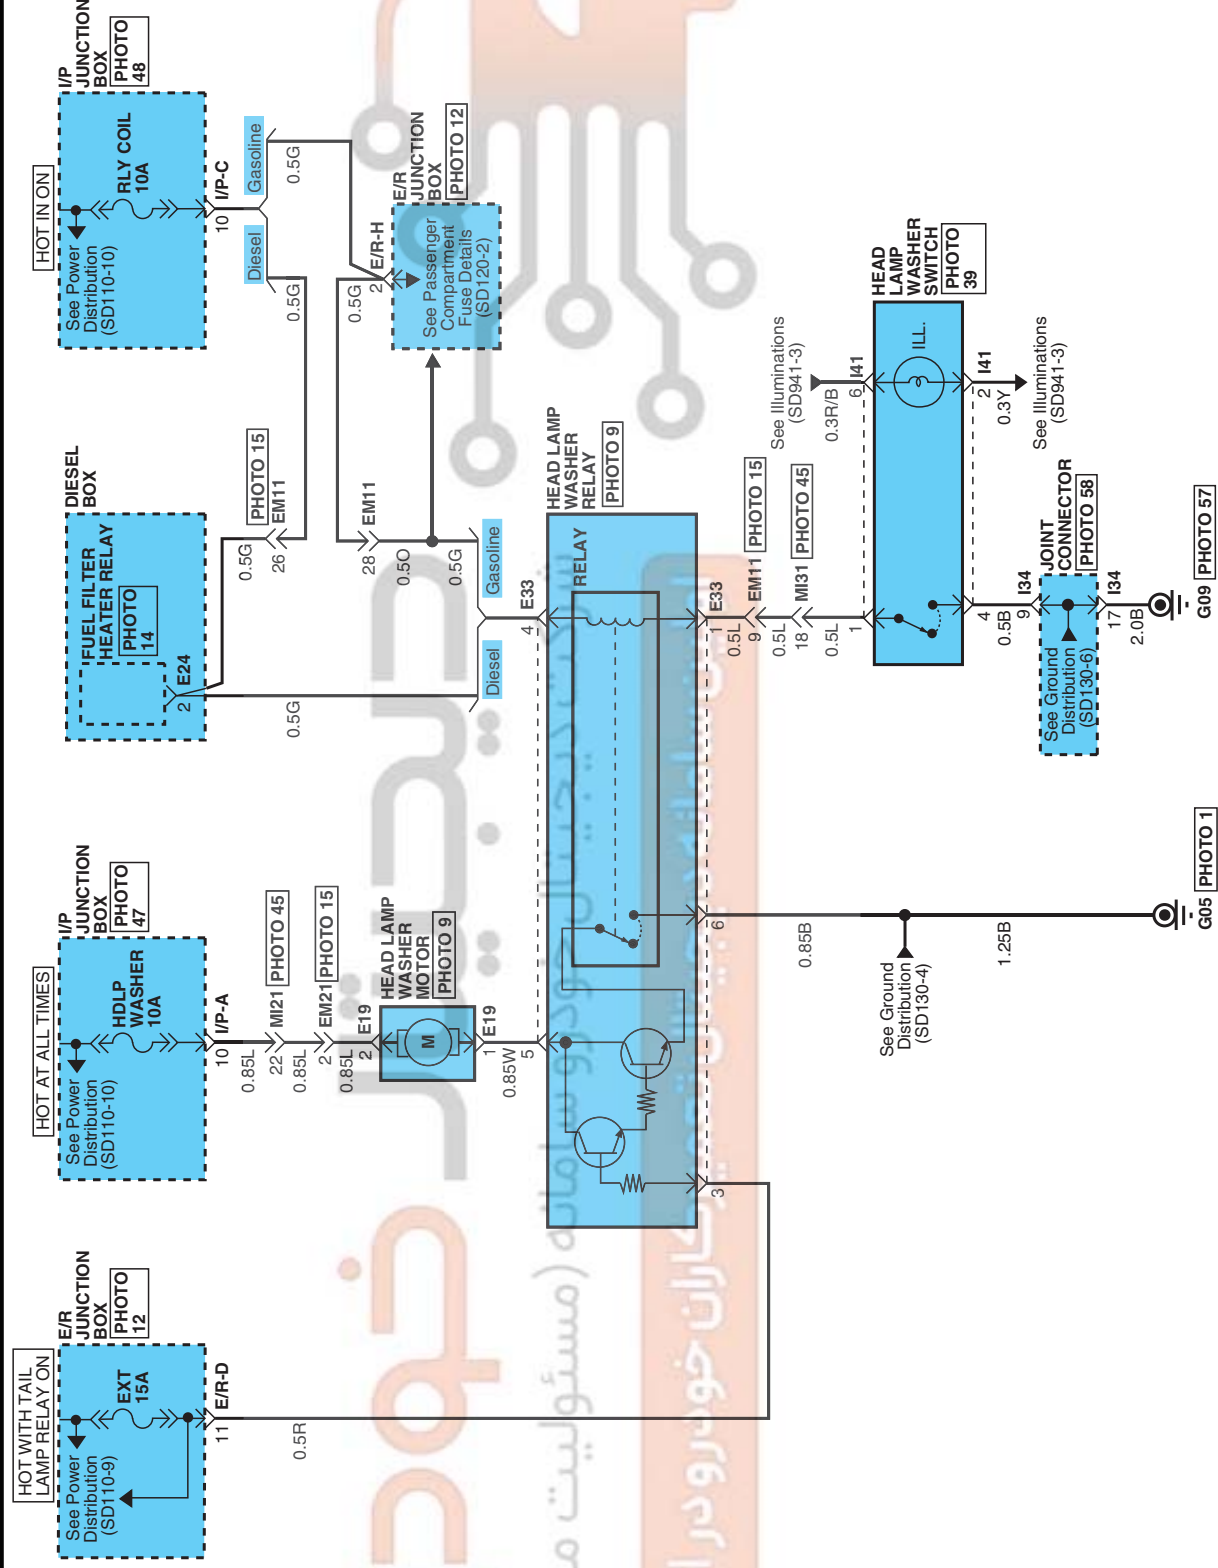 HOT WITH TAIL
LAMP RELAY ON
E/R
JUNCTION
BOX
PHOTO
12
See Power
Distribution
(SD110-9)
EXT
15A
11
E/R-D
0.5R
HOT AT ALL TIMES
I/P
JUNCTION
BOX
PHOTO
47
See Power
Distribution
(SD110-10)
HDLP
WASHER
10A
10
I/P-A
0.85L
22
MI21
PHOTO 45
0.85L
2
EM21
PHOTO 15
0.85L
2
E19
HEAD LAMP
WASHER
MOTOR
PHOTO 9
M
1
E19
0.85W
5
DIESEL
BOX
FUEL FILTER
HEATER RELAY
PHOTO
14
2
E24
0.5G
0.5G
26
EM11
PHOTO 15
HOT IN ON
I/P
JUNCTION
BOX
PHOTO
48
See Power
Distribution
(SD110-10)
RLY COIL
10A
10
I/P-C
Diesel
Gasoline
0.5G
0.5G
0.5G
2
E/R-H
E/R
JUNCTION
BOX
PHOTO 12
See Passenger
Compartment
Fuse Details
(SD120-2)
28
EM11
0.5O
0.5G
Diesel
Gasoline
4
E33
HEAD LAMP
WASHER
RELAY
PHOTO 9
RELAY
3
6
1
E33
0.5L
9
EM11
PHOTO 15
0.5L
18
MI31
PHOTO 45
0.5L
1
See Illuminations
(SD941-3)
0.3R/B
6
I41
HEAD
LAMP
WASHER
SWITCH
PHOTO
39
ILL.
4
0.5B
2
I41
0.3Y
See Illuminations
(SD941-3)
9
I34
JOINT
CONNECTOR
PHOTO 58
See Ground
Distribution
(SD130-6)
17
I34
2.0B
G09
PHOTO 57
0.85B
See Ground
Distribution
(SD130-4)
1.25B
G05
PHOTO 1